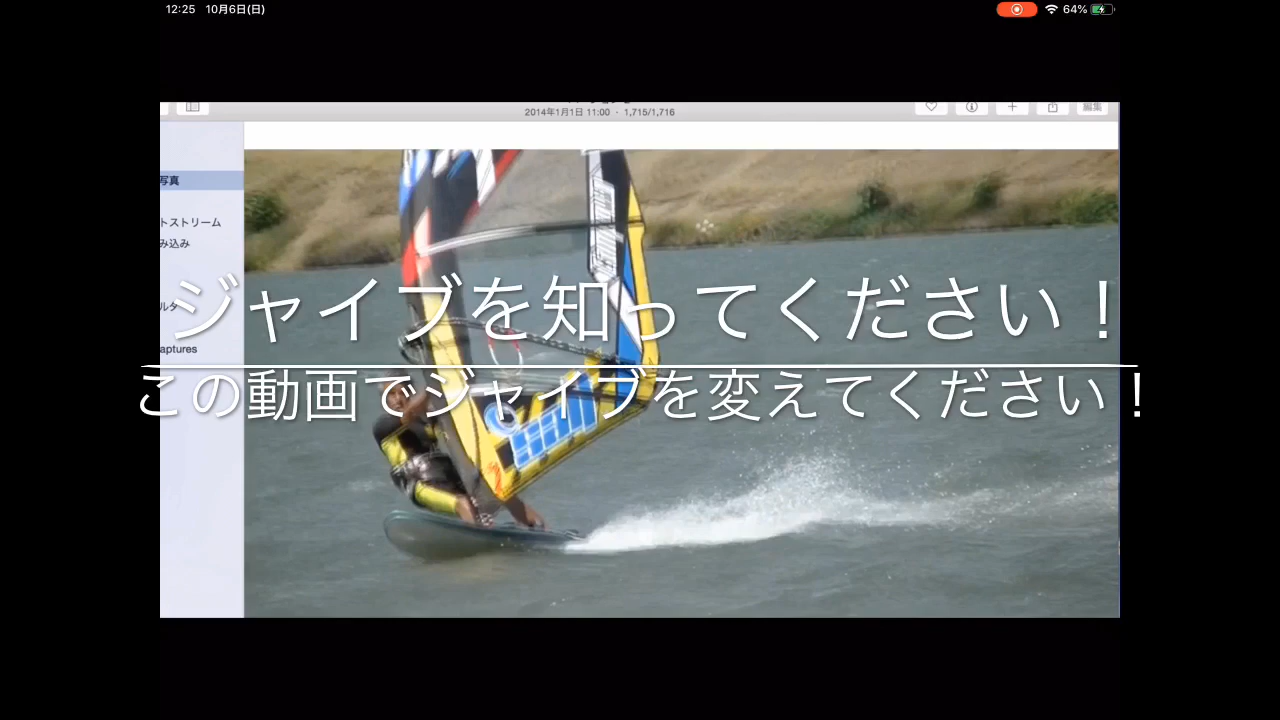 12:25 10月6日(日)
64%
2014年1月1日 11:00 · 1,715/1,716
編集
写真
トストリーム
み込み
ルタ
aptures
ジャイブを知ってください！
この動画でジャイブを変えてください！